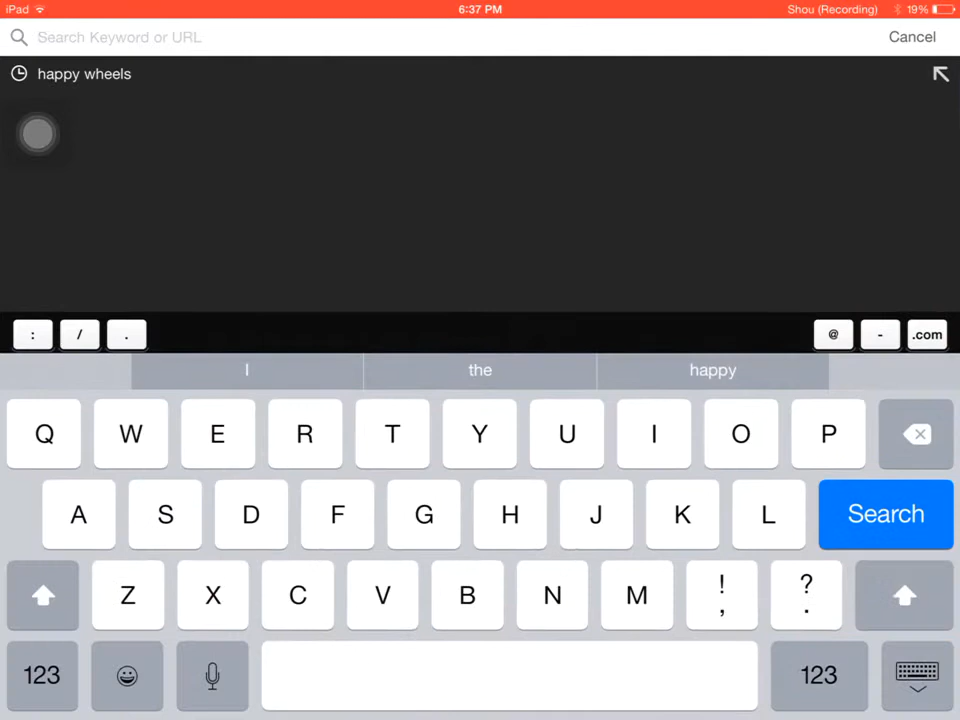 iPad 6:37 PM Shou (Recording) 19%
Search Keyword or URL Cancel
happy wheels
: / . @ - .com
I the happy
Q W E R T Y U I O P
A S D F G H J K L Search
Z X C V B N M ! , ? .
123 123